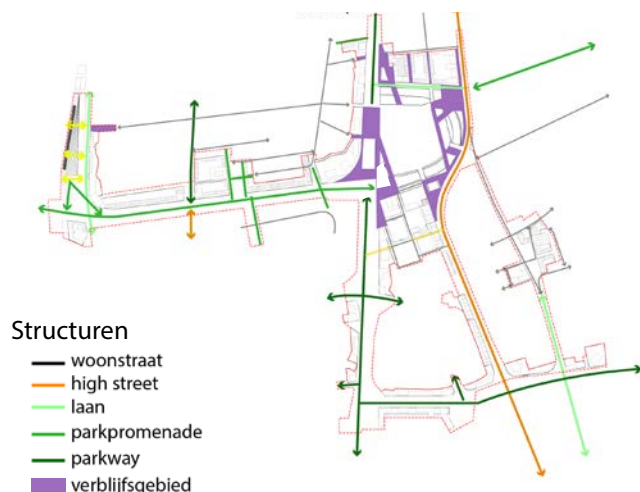 Structuren
woonstraat
high street
laan
parkpromenade
parkway
verblijfsgebied